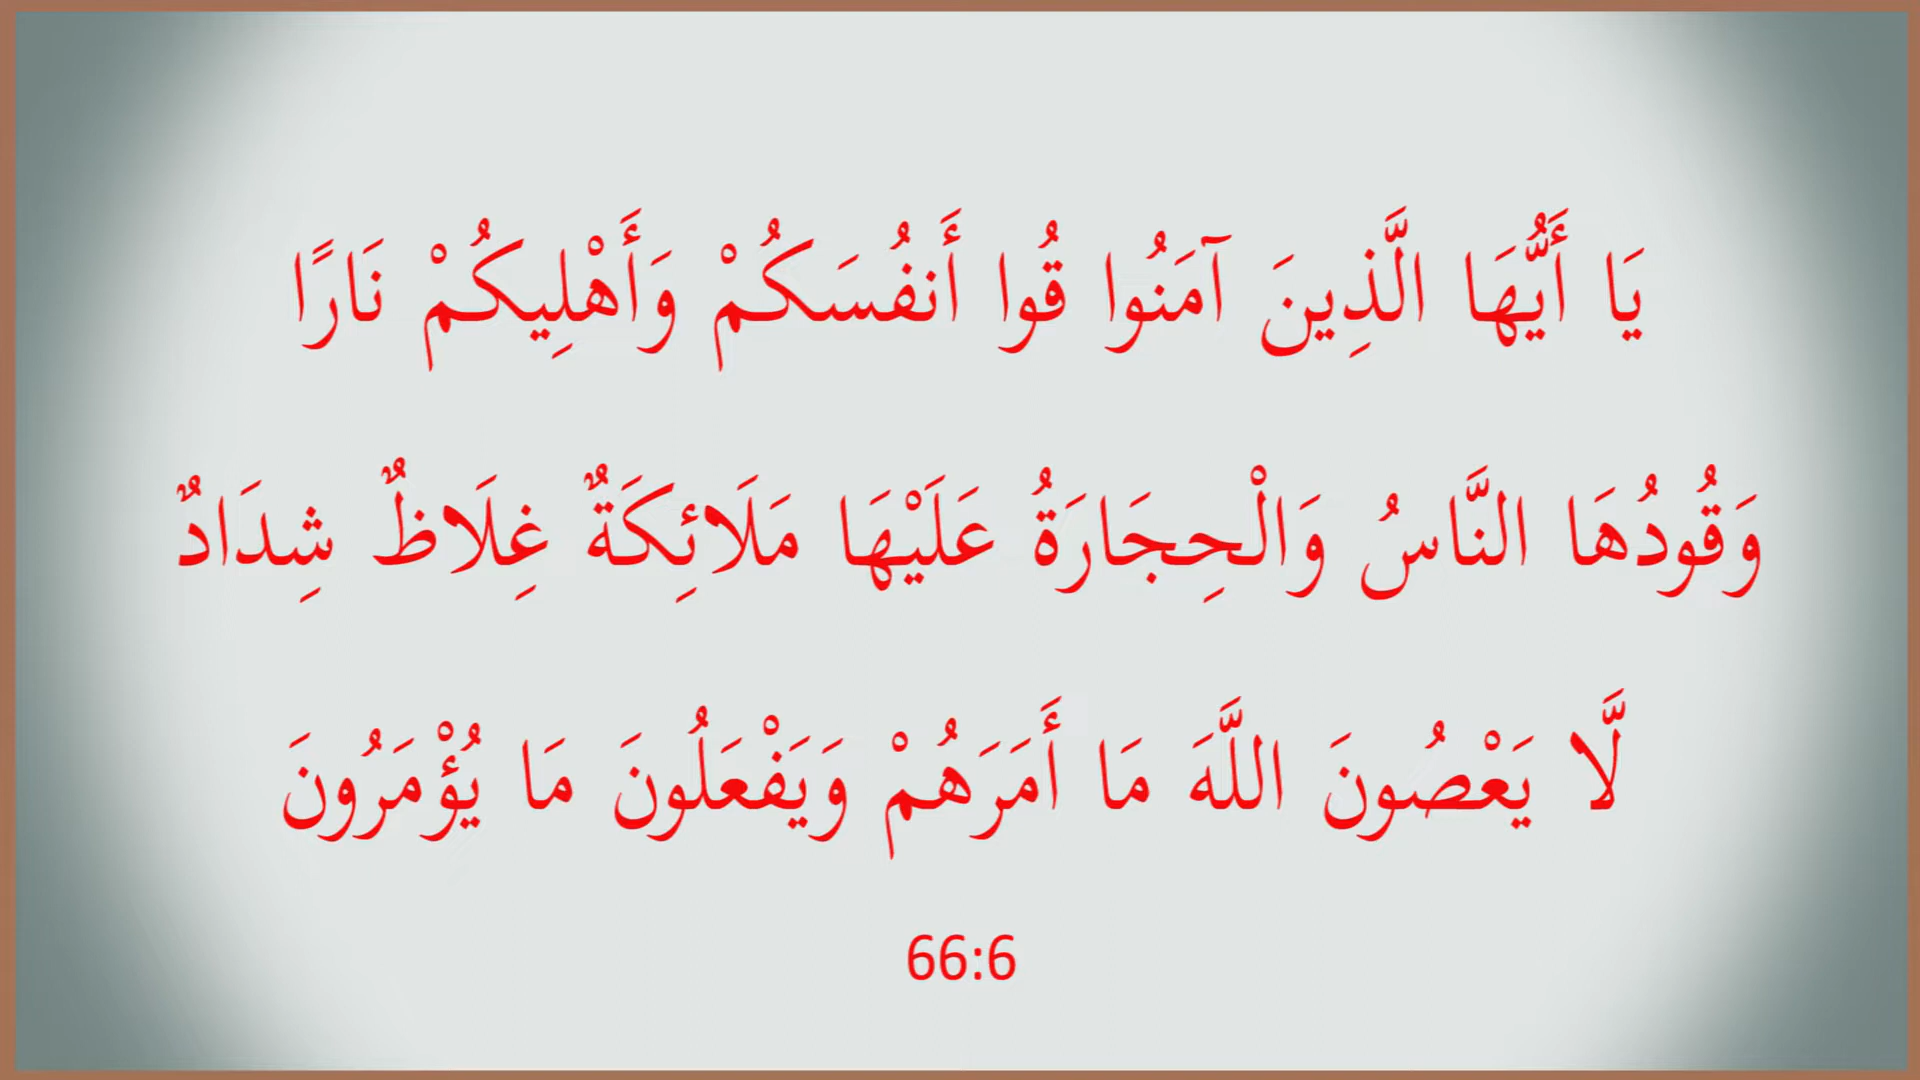 يَا أَيُّهَا الَّذِينَ آمَنُوا قُوا أَنفُسَكُمْ وَأَهْلِيكُمْ نَارًا
وَقُودُهَا النَّاسُ وَالْحِجَارَةُ عَلَيْهَا مَلَائِكَةٌ غِلَاظٌ شِدَادٌ
لَّا يَعْصُونَ اللَّهَ مَا أَمَرَهُمْ وَيَفْعَلُونَ مَا يُؤْمَرُونَ
66:6